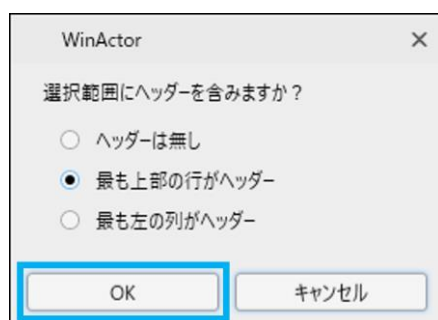 WinActor
選択範囲にヘッダーを含みますか？
ヘッダーは無し
最も上部の行がヘッダー
最も左の列がヘッダー
OK
キャンセル